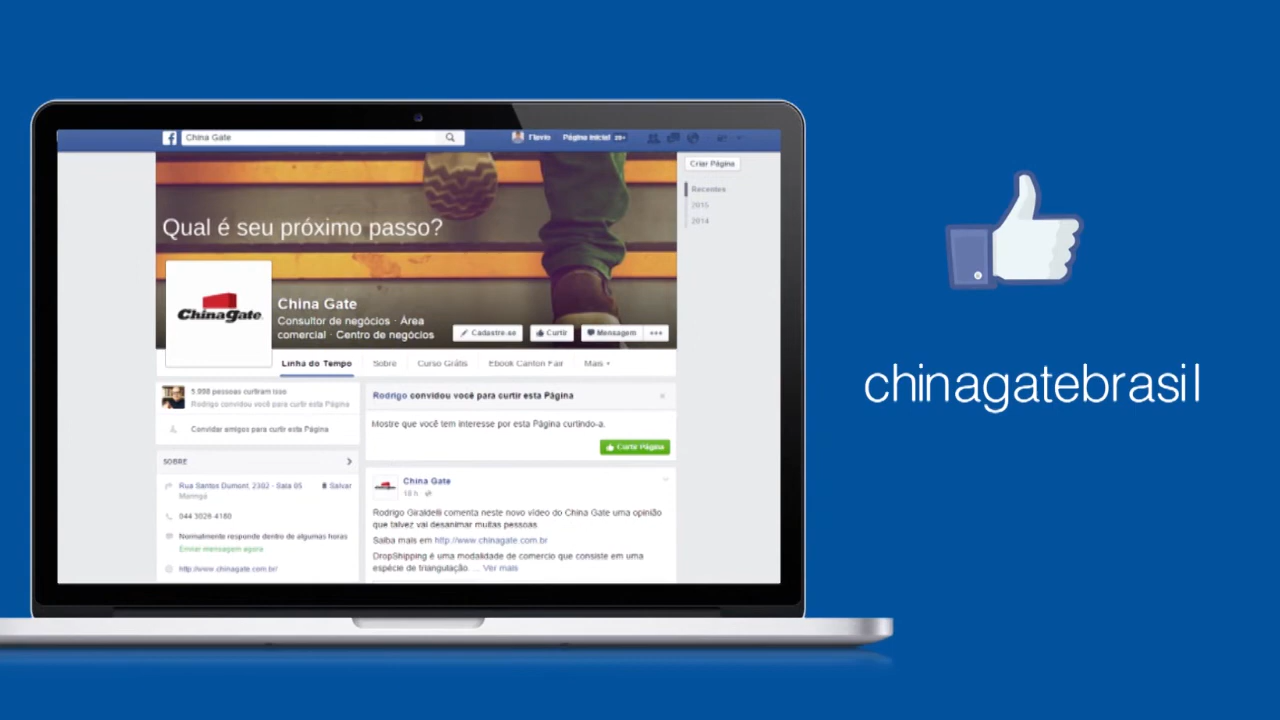 China Gate
Flavio
Página inicial 20+
Criar Página
Recentes
2015
2014
Qual é seu próximo passo?
ChinaGate
China Gate
Consultor de negócios · Área
comercial · Centro de negócios
Cadastre-se
Curtir
Mensagem
Linha do Tempo
Sobre
Curso Grátis
Ebook Canton Fair
Mais
5.998 pessoas curtiram isso
Rodrigo convidou você para curtir esta Página
Convidar amigos para curtir esta Página
SOBRE
Rua Santos Dumont, 2302 - Sala 05
Salvar
Maringá
044 3026-4180
Normalmente responde dentro de algumas horas
Enviar mensagem agora
http://www.chinagate.com.br/
Rodrigo convidou você para curtir esta Página
Mostre que você tem interesse por esta Página curtindo-a.
Curtir Página
China Gate
18 h
Rodrigo Giraldelli comenta neste novo vídeo do China Gate uma opinião
que talvez vai desanimar muitas pessoas
Saiba mais em http://www.chinagate.com.br
DropShipping é uma modalidade de comercio que consiste em uma
espécie de triangulação ... Ver mais
chinagatebrasil